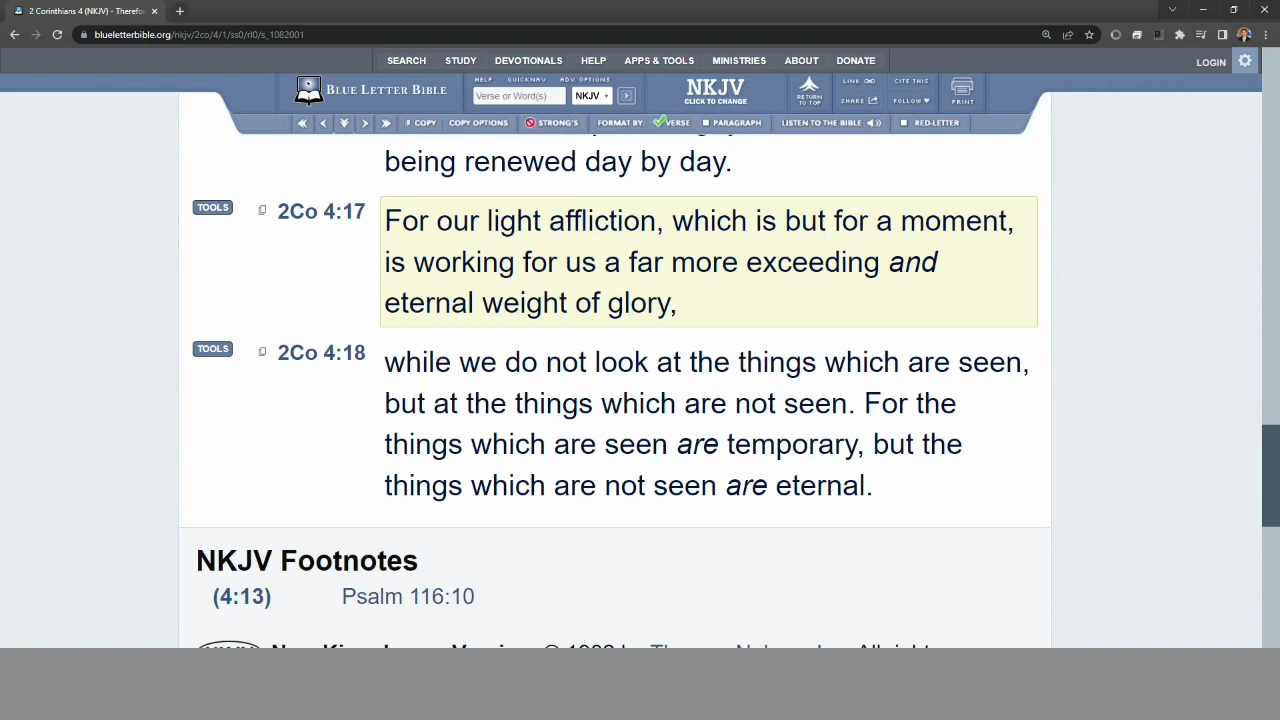 2 Corinthians 4 (NKJV) - Therefo
blueletterbible.org/nkjv/2co/4/1/ss0/rl0/s_1082001
SEARCH STUDY DEVOTIONALS HELP APPS & TOOLS MINISTRIES ABOUT DONATE
LOGIN
BLUE LETTER BIBLE
HELP QUICKNAV ADV OPTIONS
Verse or Word(s) NKJV
NKJV
CLICK TO CHANGE
RETURN
TO TOP
LINK
SHARE
CITE THIS
FOLLOW
PRINT
COPY COPY OPTIONS STRONG'S FORMAT BY: VERSE PARAGRAPH LISTEN TO THE BIBLE RED-LETTER
being renewed day by day.
TOOLS 2Co 4:17 For our light affliction, which is but for a moment,
is working for us a far more exceeding and
eternal weight of glory,
TOOLS 2Co 4:18 while we do not look at the things which are seen,
but at the things which are not seen. For the
things which are seen are temporary, but the
things which are not seen are eternal.
NKJV Footnotes
(4:13) Psalm 116:10